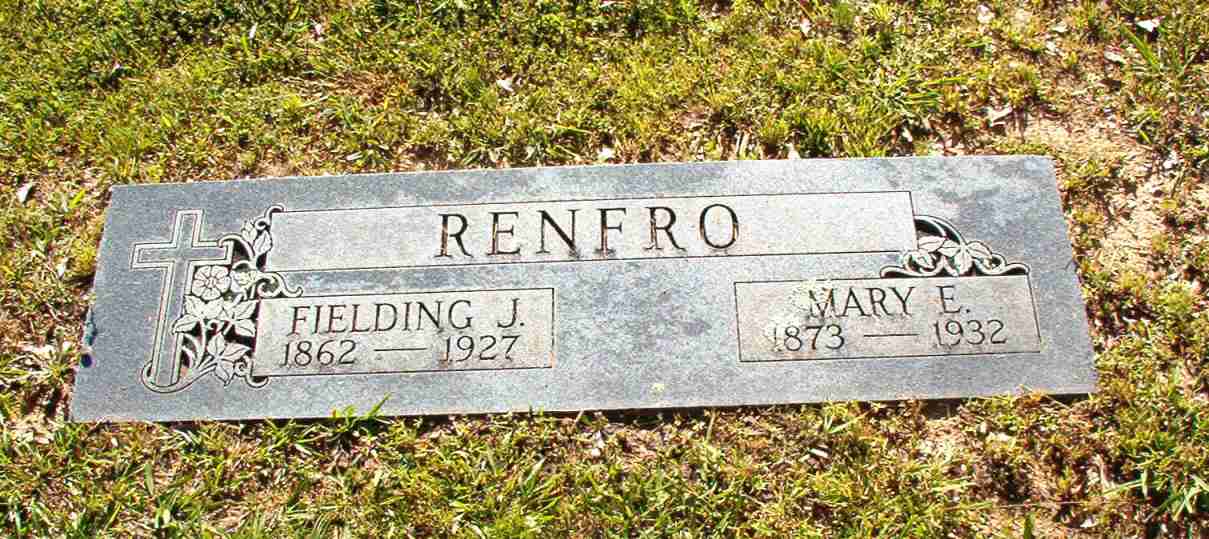 RENFRO
FIELDING J.
1862 — 1927
MARY E.
1873 — 1932